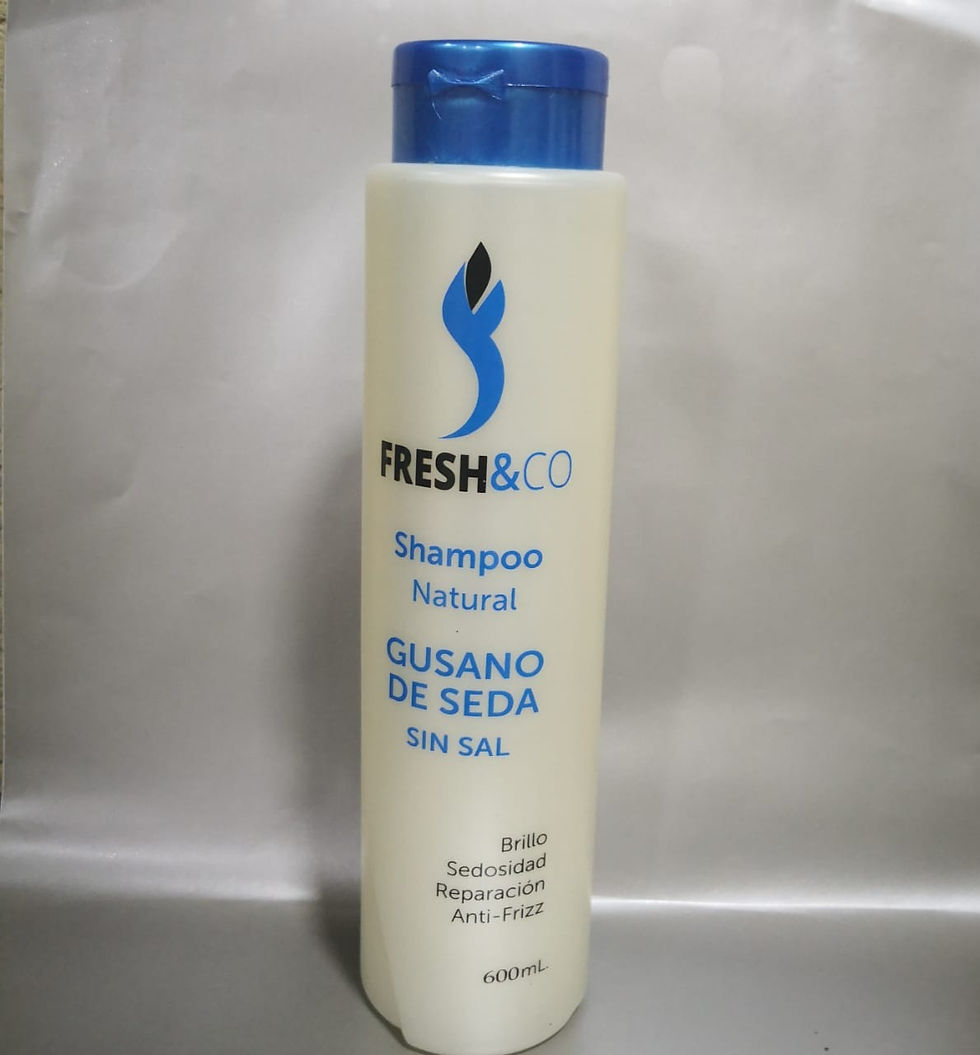 FRESH&CO
Shampoo
Natural
GUSANO
DE SEDA
SIN SAL
Brillo
Sedosidad
Reparación
Anti-Frizz
600mL.